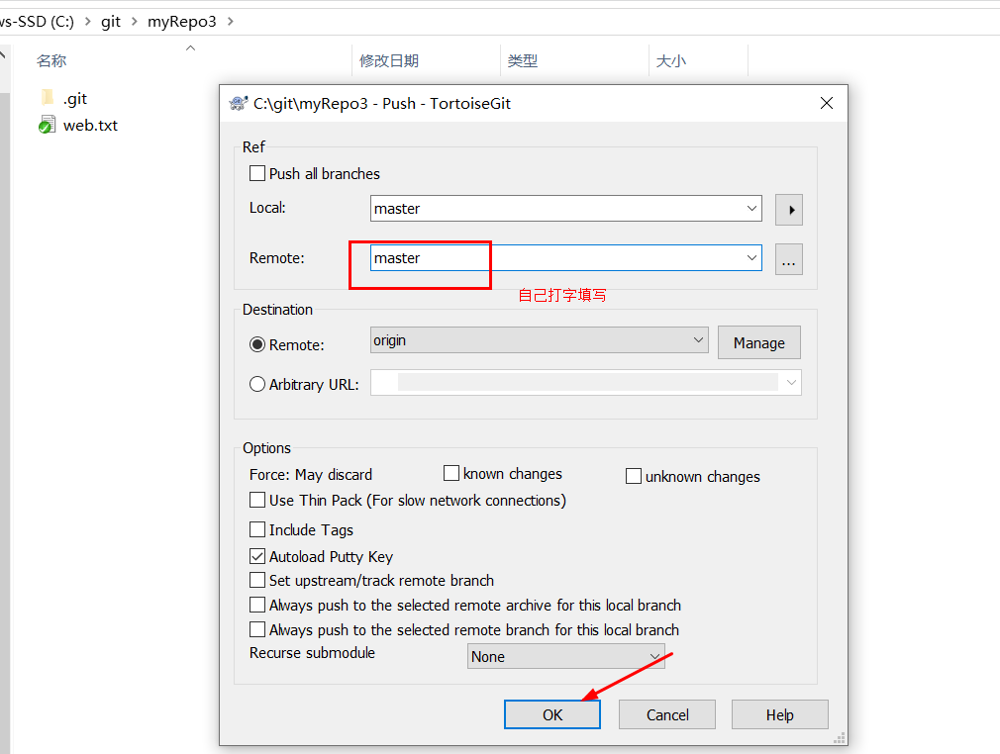 ws-SSD (C:) > git > myRepo3 >
名称 修改日期 类型 大小
.git
web.txt
C:\git\myRepo3 - Push - TortoiseGit
Ref
Push all branches
Local: master
Remote: master
...
自己打字填写
Destination
Remote: origin Manage
Arbitrary URL:
Options
Force: May discard known changes unknown changes
Use Thin Pack (For slow network connections)
Include Tags
Autoload Putty Key
Set upstream/track remote branch
Always push to the selected remote archive for this local branch
Always push to the selected remote branch for this local branch
Recurse submodule None
OK Cancel Help